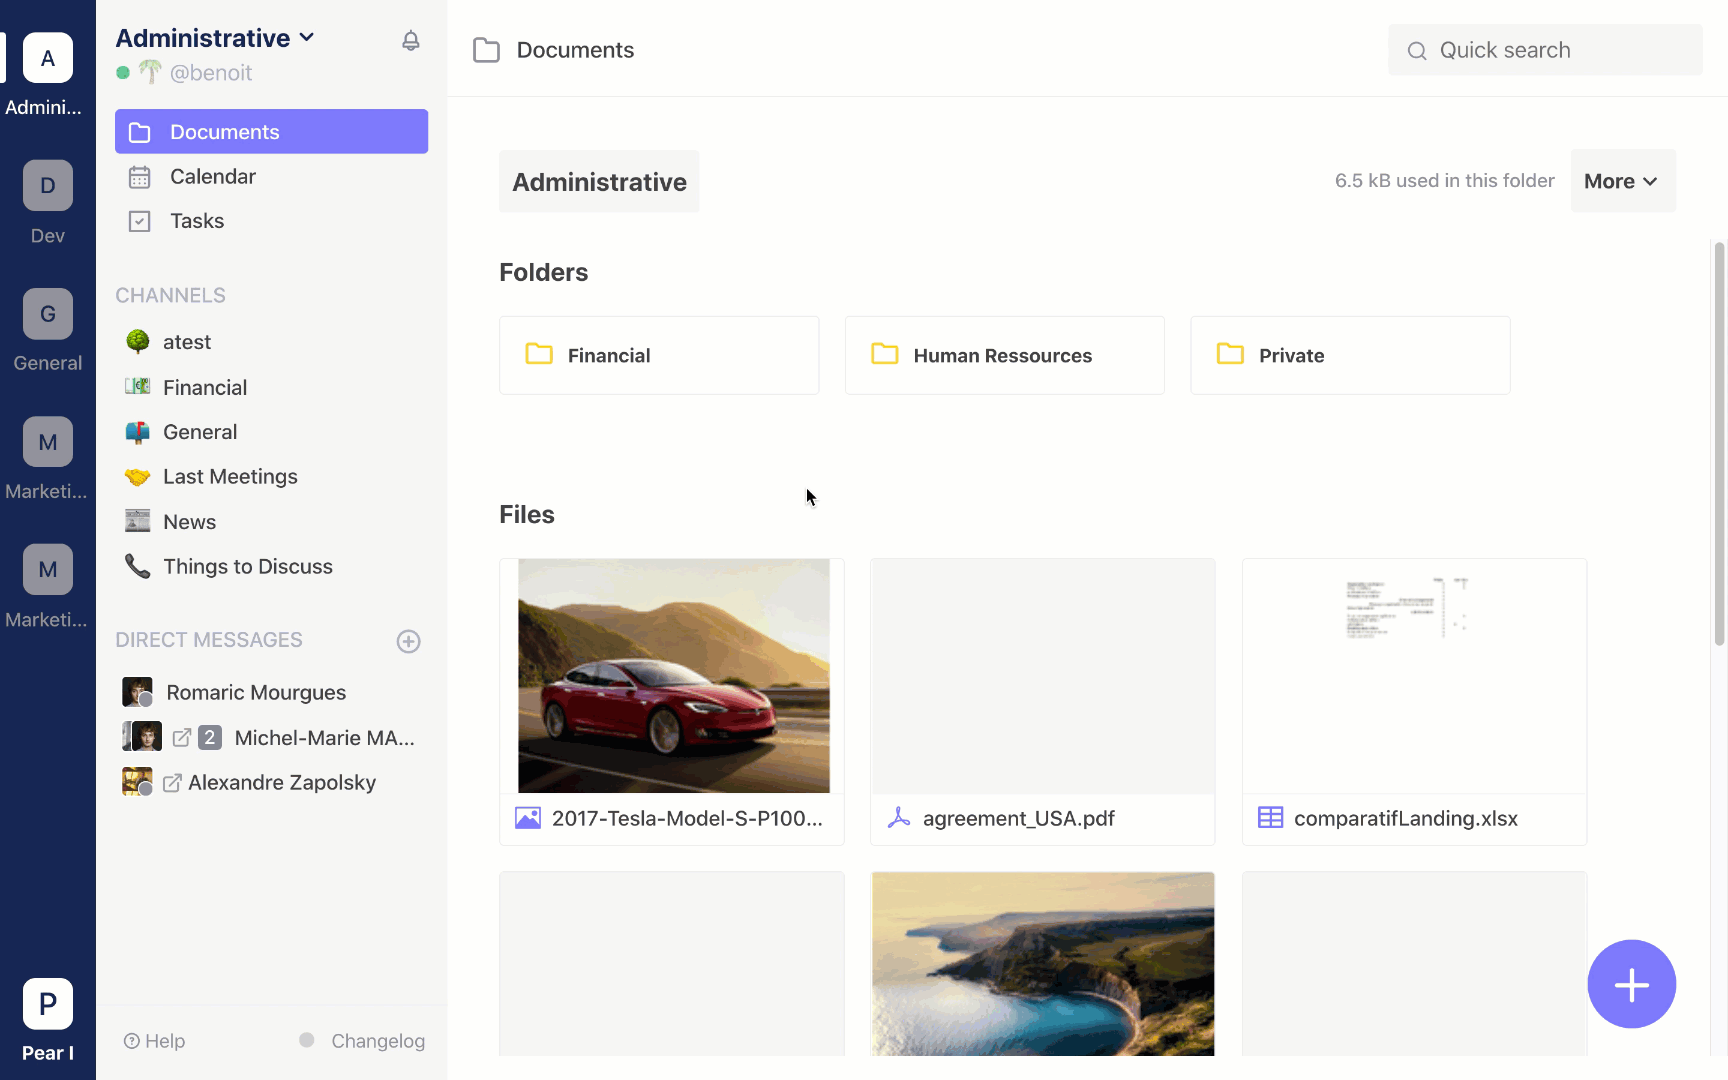 A
Admini...
D
Dev
G
General
M
Marketi...
M
Marketi...
P
Pear I
Administrative
@benoit
Documents
Calendar
Tasks
CHANNELS
atest
Financial
General
Last Meetings
News
Things to Discuss
DIRECT MESSAGES
Romaric Mourgues
2 Michel-Marie MA...
Alexandre Zapolsky
Help
Changelog
Documents
Quick search
Administrative
6.5 kB used in this folder
More
Folders
Financial
Human Ressources
Private
Files
2017-Tesla-Model-S-P100...
agreement_USA.pdf
comparatifLanding.xlsx